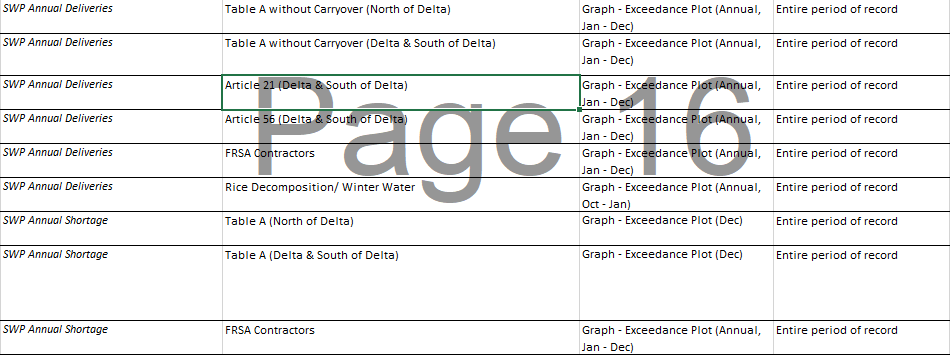 SWP Annual Deliveries Table A without Carryover (North of Delta) Graph - Exceedance Plot (Annual, Entire period of record
Jan - Dec)
SWP Annual Deliveries Table A without Carryover (Delta & South of Delta) Graph - Exceedance Plot (Annual, Entire period of record
Jan - Dec)
SWP Annual Deliveries Article 21 (Delta & South of Delta) Graph - Exceedance Plot (Annual, Entire period of record
Jan - Dec)
SWP Annual Deliveries Article 56 (Delta & South of Delta) Graph - Exceedance Plot (Annual, Entire period of record
Jan - Dec)
Page 16
SWP Annual Deliveries FRSA Contractors Graph - Exceedance Plot (Annual, Entire period of record
Jan - Dec)
SWP Annual Deliveries Rice Decomposition/ Winter Water Graph - Exceedance Plot (Annual, Entire period of record
Oct - Jan)
SWP Annual Shortage Table A (North of Delta) Graph - Exceedance Plot (Dec) Entire period of record
SWP Annual Shortage Table A (Delta & South of Delta) Graph - Exceedance Plot (Dec) Entire period of record
SWP Annual Shortage FRSA Contractors Graph - Exceedance Plot (Annual, Entire period of record
Jan - Dec)